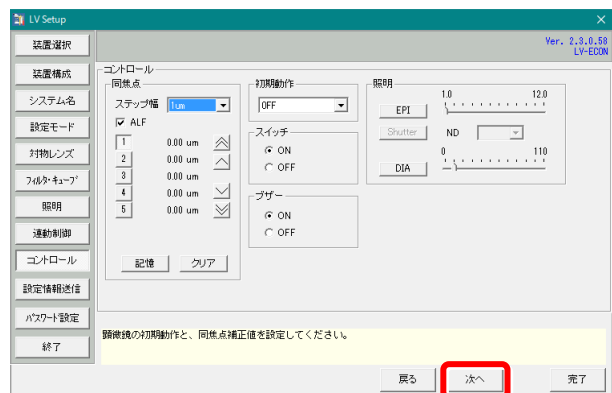 LV Setup
Ver. 2.3.0.58
LV-ECON
装置選択
装置構成
システム名
設定モード
対物レンズ
フィルタ・キューブ
照明
連動制御
コントロール
設定情報送信
パスワード設定
終了
コントロール
同焦点
ステップ幅 1um
ALF
1 0.00 um
2 0.00 um
3 0.00 um
4 0.00 um
5 0.00 um
記憶 クリア
初期動作
OFF
スイッチ
ON
OFF
ブザー
ON
OFF
照明
1.0 12.0
EPI
Shutter ND
0 110
DIA
顕微鏡の初期動作と、同焦点補正値を設定してください。
戻る 次へ 完了